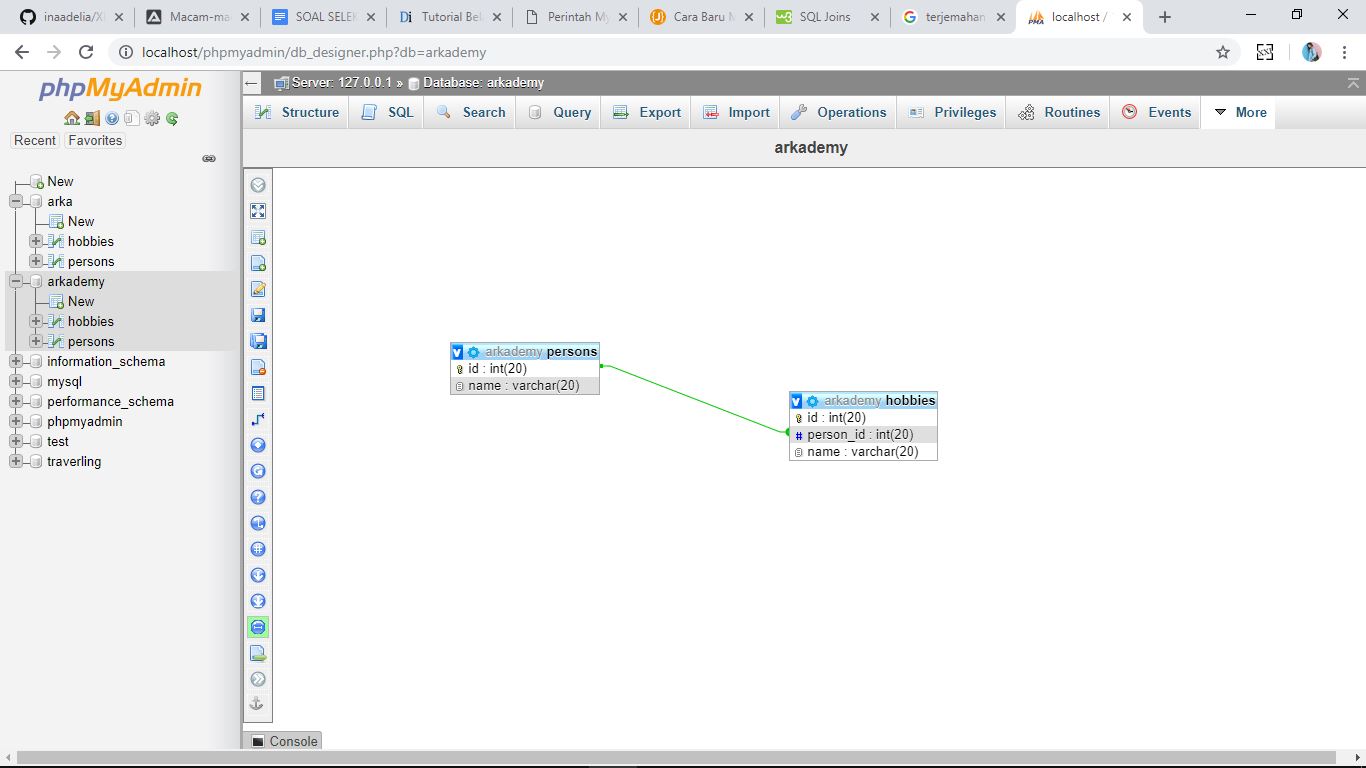 inaadelia/X
Macam-ma
SOAL SELEK
Tutorial Bel
Perintah My
Cara Baru M
SQL Joins
terjemahan
localhost /
localhost/phpmyadmin/db_designer.php?db=arkademy
phpMyAdmin
Recent Favorites
New
arka
New
hobbies
persons
arkademy
New
hobbies
persons
information_schema
mysql
performance_schema
phpmyadmin
test
traverling
Server: 127.0.0.1 » Database: arkademy
Structure SQL Search Query Export Import Operations Privileges Routines Events More
arkademy
arkademy persons
id : int(20)
name : varchar(20)
arkademy hobbies
id : int(20)
# person_id : int(20)
name : varchar(20)
Console